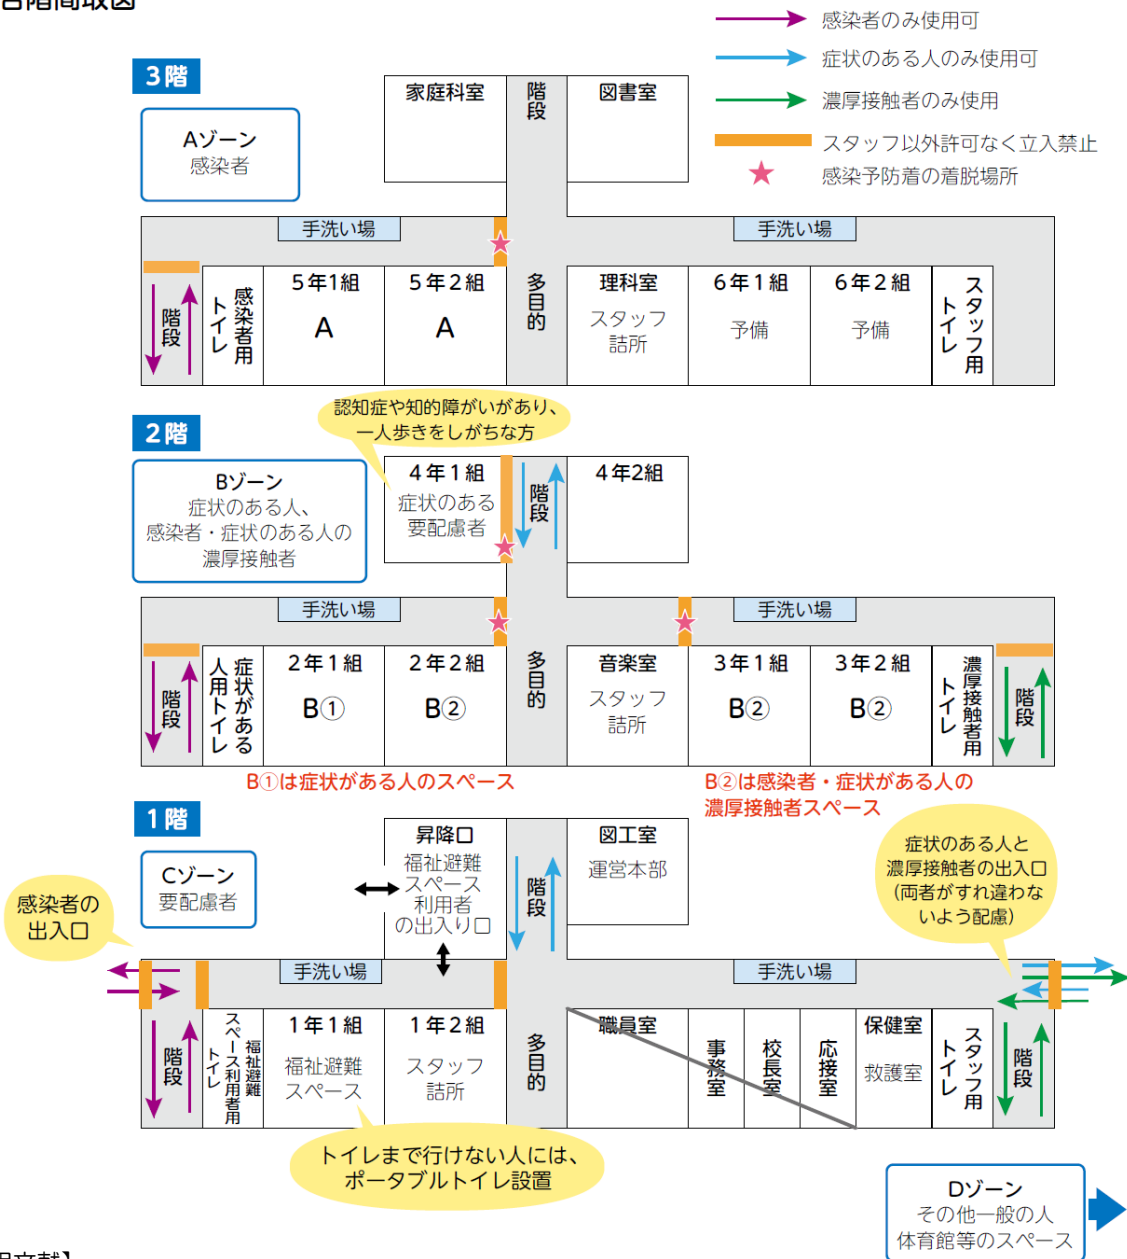 各階間取図
感染者のみ使用可
症状のある人のみ使用可
濃厚接触者のみ使用
スタッフ以外許可なく立入禁止
感染予防着の着脱場所
3階
Aゾーン
感染者
家庭科室
階段
図書室
手洗い場
手洗い場
階段
感染者用
トイレ
5年1組
A
5年2組
A
多目的
理科室
スタッフ
詰所
6年1組
予備
6年2組
予備
スタッフ用
トイレ
認知症や知的障がいがあり、
一人歩きをしがちな方
2階
Bゾーン
症状のある人、
感染者・症状のある人の
濃厚接触者
4年1組
症状のある
要配慮者
階段
4年2組
手洗い場
手洗い場
階段
症状がある
人用トイレ
2年1組
B①
2年2組
B②
多目的
音楽室
スタッフ
詰所
3年1組
B②
3年2組
B②
濃厚接触者用
トイレ
階段
B①は症状がある人のスペース
B②は感染者・症状がある人の
濃厚接触者スペース
1階
Cゾーン
要配慮者
感染者の
出入口
昇降口
福祉避難
スペース
利用者
の出入り口
階段
図工室
運営本部
症状のある人と
濃厚接触者の出入口
(両者がすれ違わな
いよう配慮)
手洗い場
手洗い場
階段
福祉避難
スペース利用者用
トイレ
1年1組
福祉避難
スペース
1年2組
スタッフ
詰所
多目的
職員室
事務室
校長室
応接室
保健室
救護室
スタッフ用
トイレ
階段
トイレまで行けない人には、
ポータブルトイレ設置
Dゾーン
その他一般の人
体育館等のスペース